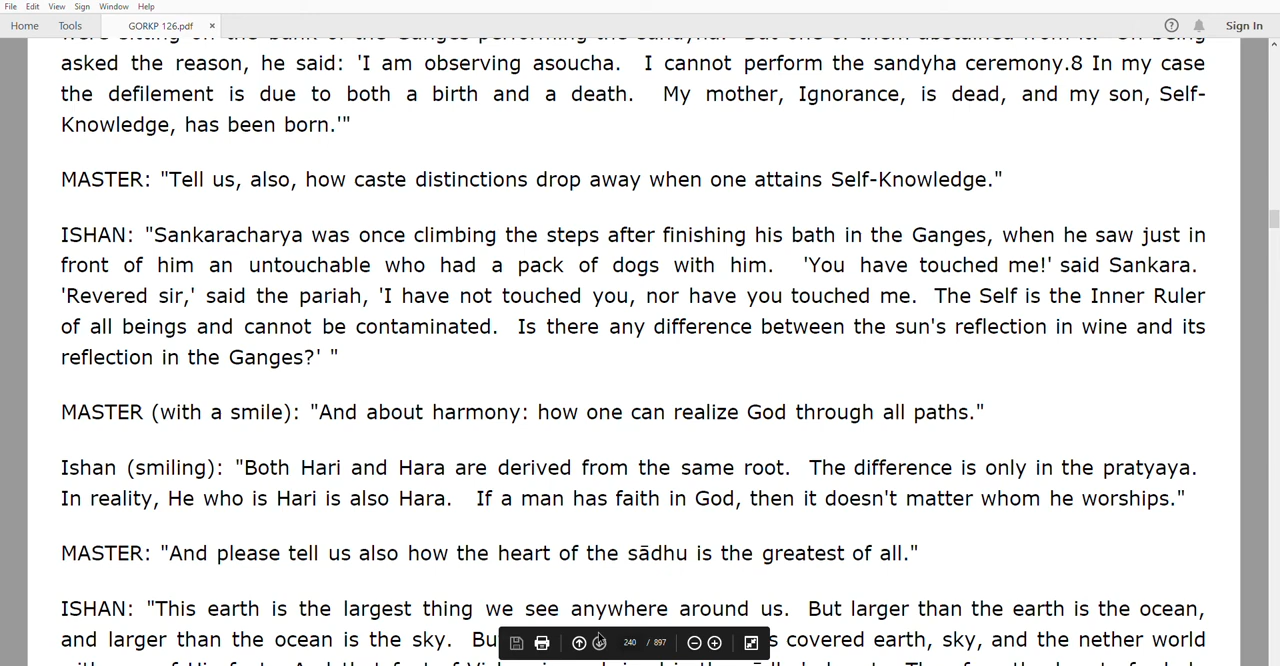 File Edit View Sign Window Help
Home Tools GORKP 126.pdf × Sign In
asked the reason, he said: 'I am observing asoucha. I cannot perform the sandyha ceremony.8 In my case
the defilement is due to both a birth and a death. My mother, Ignorance, is dead, and my son, Self-
Knowledge, has been born.'"
MASTER: "Tell us, also, how caste distinctions drop away when one attains Self-Knowledge."
ISHAN: "Sankaracharya was once climbing the steps after finishing his bath in the Ganges, when he saw just in
front of him an untouchable who had a pack of dogs with him. 'You have touched me!' said Sankara.
'Revered sir,' said the pariah, 'I have not touched you, nor have you touched me. The Self is the Inner Ruler
of all beings and cannot be contaminated. Is there any difference between the sun's reflection in wine and its
reflection in the Ganges?' "
MASTER (with a smile): "And about harmony: how one can realize God through all paths."
Ishan (smiling): "Both Hari and Hara are derived from the same root. The difference is only in the pratyaya.
In reality, He who is Hari is also Hara. If a man has faith in God, then it doesn't matter whom he worships."
MASTER: "And please tell us also how the heart of the sādhu is the greatest of all."
ISHAN: "This earth is the largest thing we see anywhere around us. But larger than the earth is the ocean,
and larger than the ocean is the sky. covered earth, sky, and the nether world
240 / 897